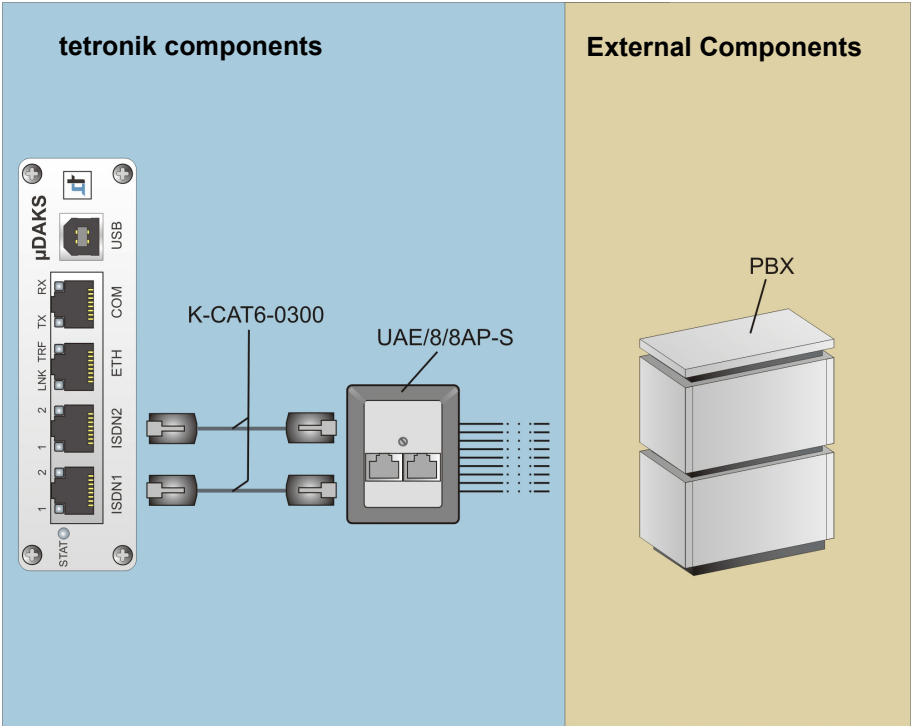 tetronik components
External Components
µDAKS
USB
RX
TX
COM
TRF
LNK
ETH
2
1
ISDN2
2
1
ISDN1
STAT
K-CAT6-0300
UAE/8/8AP-S
PBX